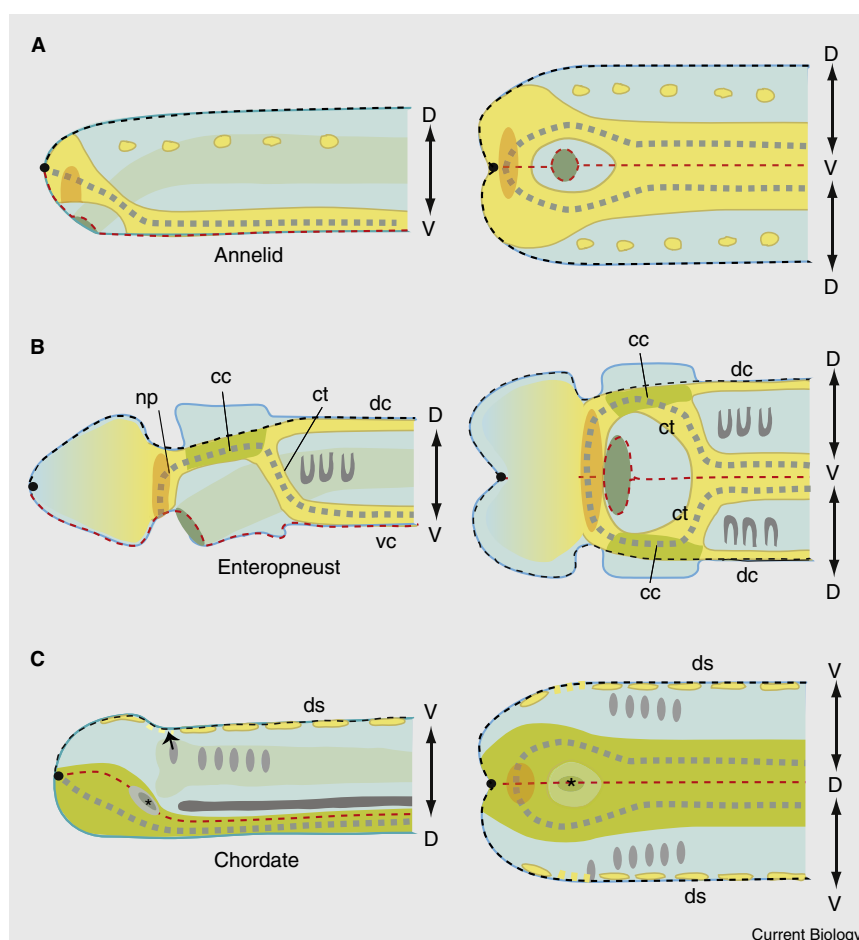 A
D
D
V
V
D
Annelid
B
np
cc
ct
dc
D
V
vc
Enteropneust
cc
dc
D
ct
V
ct
dc
cc
D
C
ds
V
*
D
Chordate
ds
V
*
D
ds
V
Current Biology